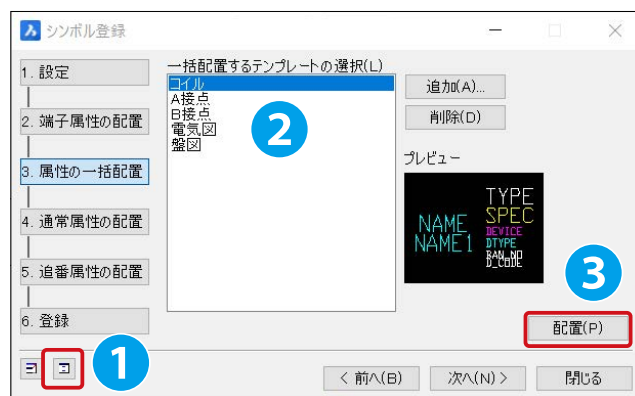 シンボル登録
1. 設定
2. 端子属性の配置
3. 属性の一括配置
4. 通常属性の配置
5. 追番属性の配置
6. 登録
一括配置するテンプレートの選択(L)
コイル
A接点
B接点
電気図
盤図
2
追加(A)...
削除(D)
プレビュー
NAME
NAME1
TYPE
SPEC
DEVICE
DTYPE
BAN_NO
D_CODE
3
配置(P)
1
< 前へ(B)
次へ(N) >
閉じる